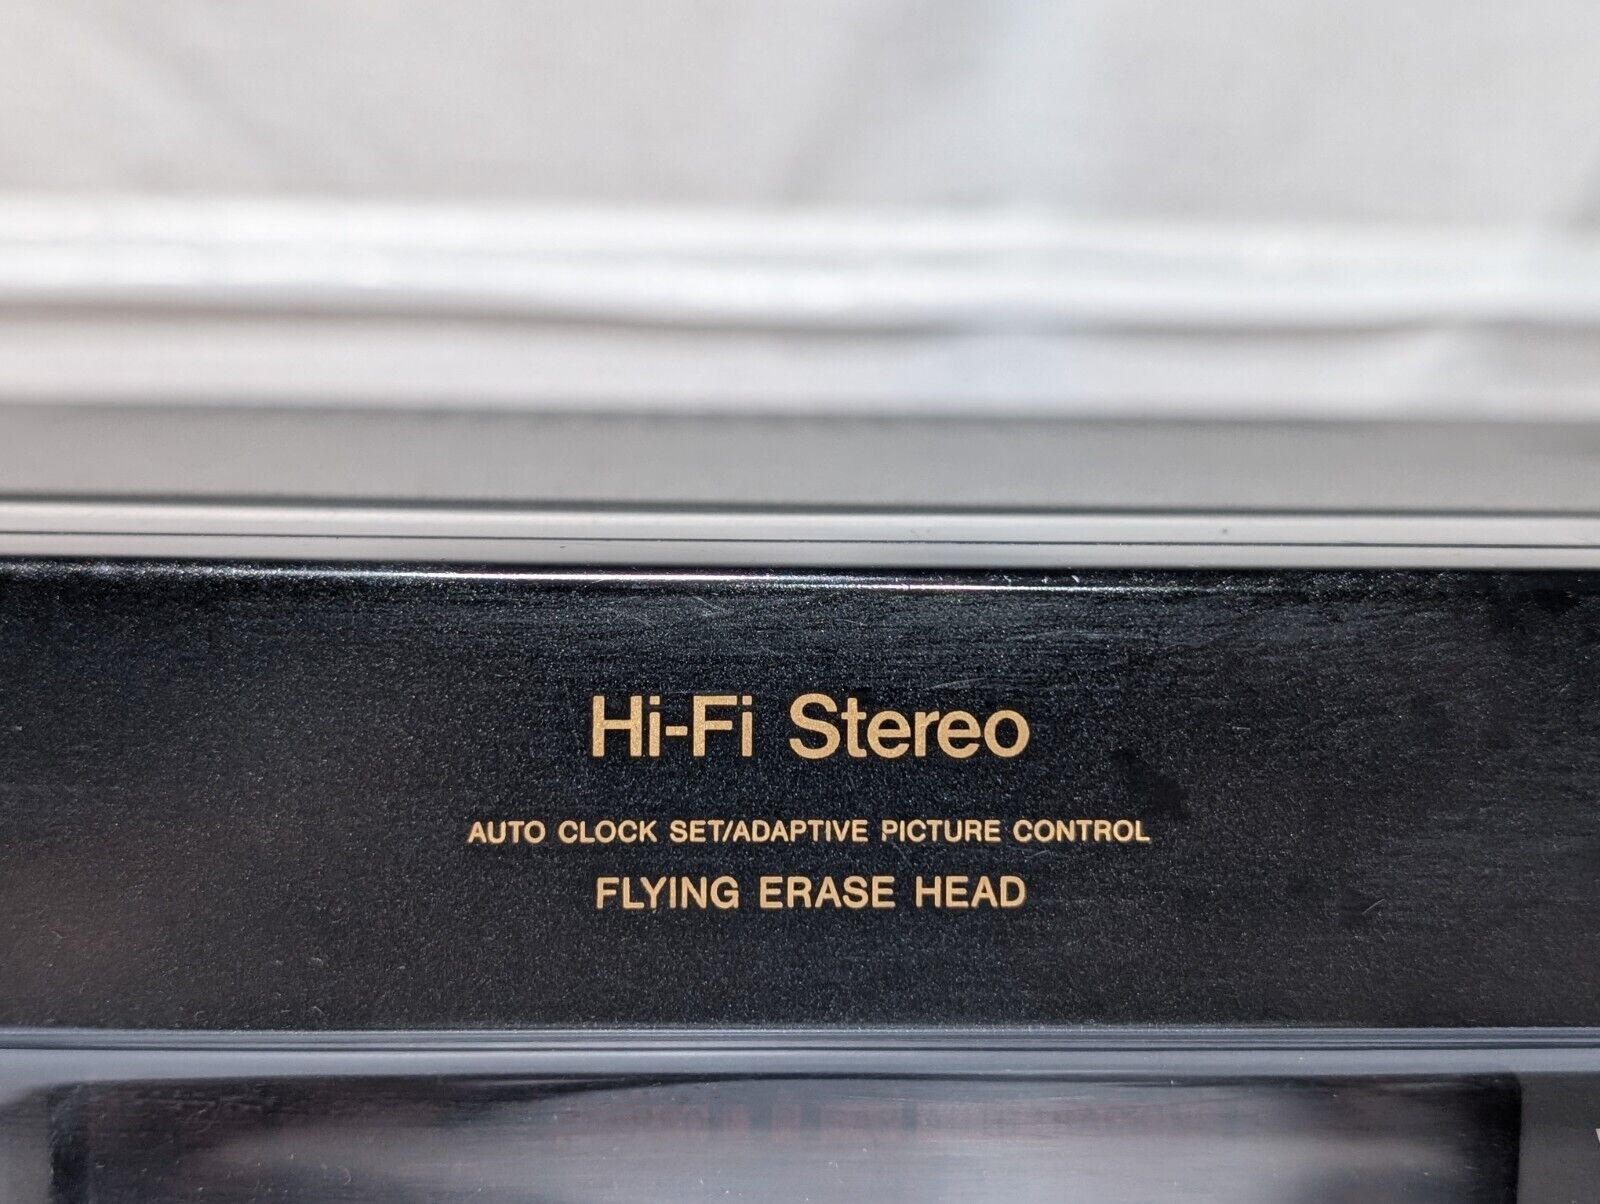 Hi-Fi Stereo
AUTO CLOCK SET/ADAPTIVE PICTURE CONTROL
FLYING ERASE HEAD